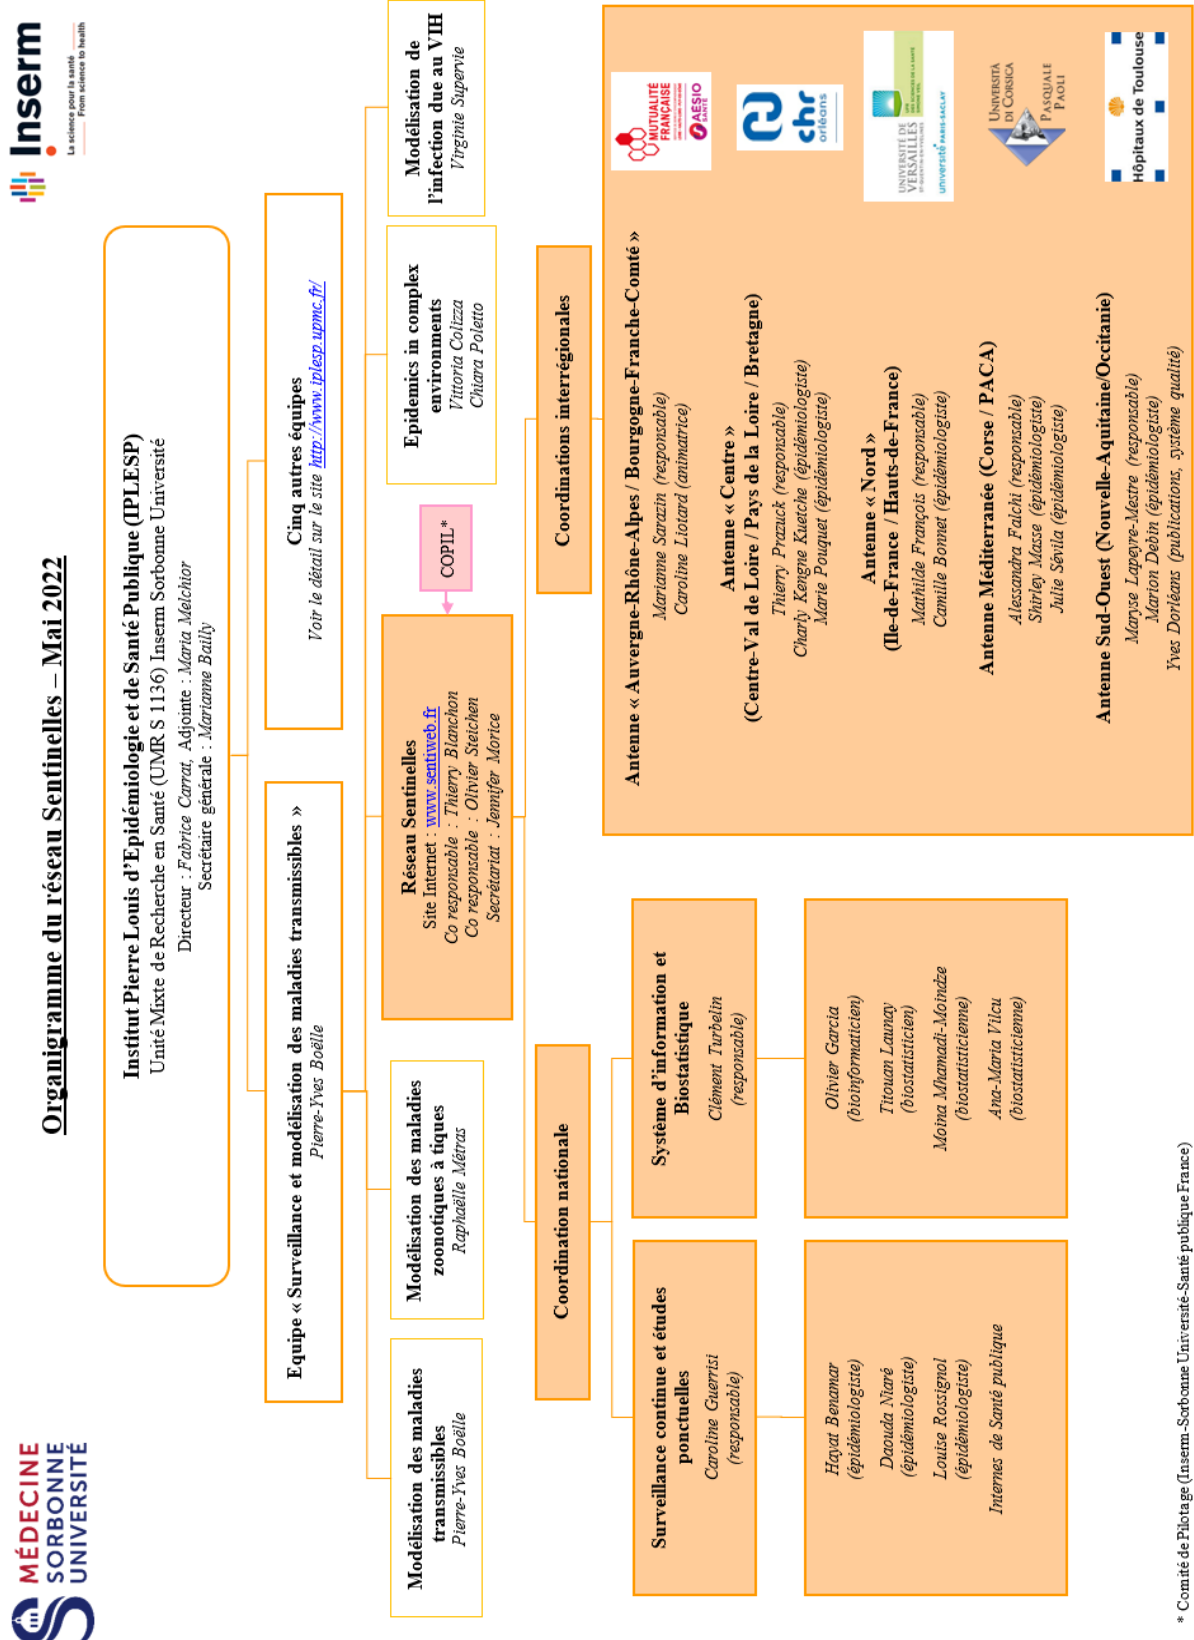 MÉDECINE
SORBONNE
UNIVERSITÉ
Organigramme du réseau Sentinelles – Mai 2022
Inserm
La science pour la santé
From science to health
Institut Pierre Louis d’Epidémiologie et de Santé Publique (IPLESP)
Unité Mixte de Recherche en Santé (UMR S 1136) Inserm Sorbonne Université
Directeur : Fabrice Carrat, Adjointe : Maria Melchior
Secrétaire générale : Marianne Bailly
Equipe « Surveillance et modélisation des maladies transmissibles »
Pierre-Yves Boëlle
Cinq autres équipes
Voir le détail sur le site http://www.iplesp.upmc.fr/
Modélisation des maladies
transmissibles
Pierre-Yves Boëlle
Modélisation des maladies
zoonotiques à tiques
Raphaëlle Métras
Réseau Sentinelles
Site Internet : www.sentiweb.fr
Co responsable : Thierry Blanchon
Co responsable : Olivier Steichen
Secrétariat : Jennifer Morice
COPIL*
Epidemics in complex
environments
Vittoria Colizza
Chiara Poletto
Modélisation de
l’infection due au VIH
Virginie Supervie
Coordination nationale
Coordinations interrégionales
Surveillance continue et études
ponctuelles
Caroline Guerrisi
(responsable)
Système d’information et
Biostatistique
Clément Turbelin
(responsable)
Hayat Benamar
(épidémiologiste)
Daouda Niaré
(épidémiologiste)
Louise Rossignol
(épidémiologiste)
Internes de Santé publique
Olivier Garcia
(bioinformaticien)
Titouan Launay
(biostatisticien)
Moina Mhamadi-Moindze
(biostatisticienne)
Ana-Maria Vilcu
(biostatisticienne)
Antenne « Auvergne-Rhône-Alpes / Bourgogne-Franche-Comté »
Marianne Sarazin (responsable)
Caroline Liotard (animatrice)
MUTUALITÉ
FRANÇAISE
AÉSIO
SANTÉ
Antenne « Centre »
(Centre-Val de Loire / Pays de la Loire / Bretagne)
Thierry Prazuck (responsable)
Charly Kengne Kuetche (épidémiologiste)
Marie Pouquet (épidémiologiste)
chr
orléans
Antenne « Nord »
(Ile-de-France / Hauts-de-France)
Mathilde François (responsable)
Camille Bonnet (épidémiologiste)
UNIVERSITÉ DE
VERSAILLES
ST-QUENTIN-EN-YVELINES
université PARIS-SACLAY
Antenne Méditerranée (Corse / PACA)
Alessandra Falchi (responsable)
Shirley Masse (épidémiologiste)
Julie Sévila (épidémiologiste)
UNIVERSITÀ
DI CORSICA
PASQUALE
PAOLI
Antenne Sud-Ouest (Nouvelle-Aquitaine/Occitanie)
Maryse Lapeyre-Mestre (responsable)
Marion Debin (épidémiologiste)
Yves Dorléans (publications, système qualité)
Hôpitaux de Toulouse
* Comité de Pilotage (Inserm -Sorbonne Université-Santé publique France)